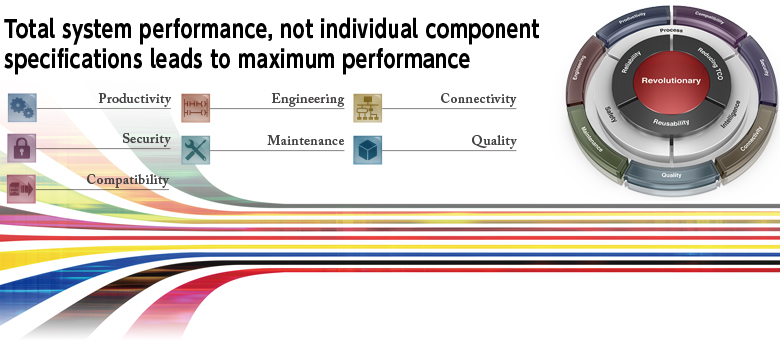 Total system performance, not individual component
specifications leads to maximum performance
Productivity
Engineering
Connectivity
Security
Maintenance
Quality
Compatibility
Productivity
Compatibility
Engineering
Process
Security
Reliability
Reducing TCO
Revolutionary
Safety
Reusability
Intelligence
Maintenance
Connectivity
Quality